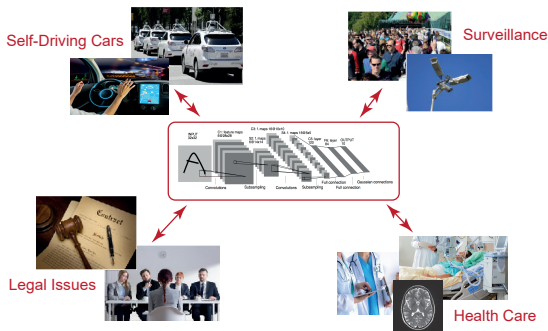 Self-Driving Cars
Surveillance
INPUT
32x32
C1: feature maps
6@28x28
S2: f. maps
6@14x14
C3: f. maps 16@10x10
S4: f. maps 16@5x5
C5: layer
120
F6: layer
84
OUTPUT
10
A
Convolutions
Subsampling
Convolutions
Subsampling
Full connection
Full connection
Gaussian connections
Contract
Legal Issues
Health Care